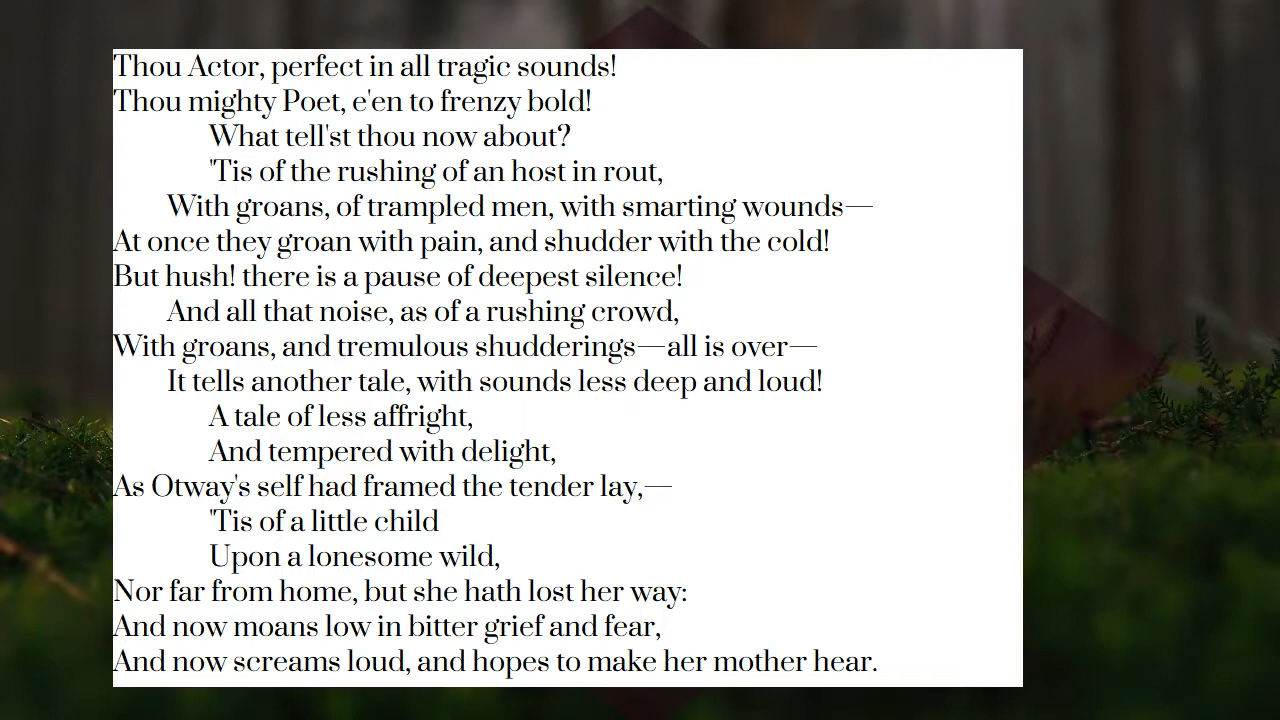 Thou Actor, perfect in all tragic sounds!
Thou mighty Poet, e'en to frenzy bold!
What tell'st thou now about?
'Tis of the rushing of an host in rout,
With groans, of trampled men, with smarting wounds—
At once they groan with pain, and shudder with the cold!
But hush! there is a pause of deepest silence!
And all that noise, as of a rushing crowd,
With groans, and tremulous shudderings—all is over—
It tells another tale, with sounds less deep and loud!
A tale of less affright,
And tempered with delight,
As Otway's self had framed the tender lay,—
'Tis of a little child
Upon a lonesome wild,
Nor far from home, but she hath lost her way:
And now moans low in bitter grief and fear,
And now screams loud, and hopes to make her mother hear.